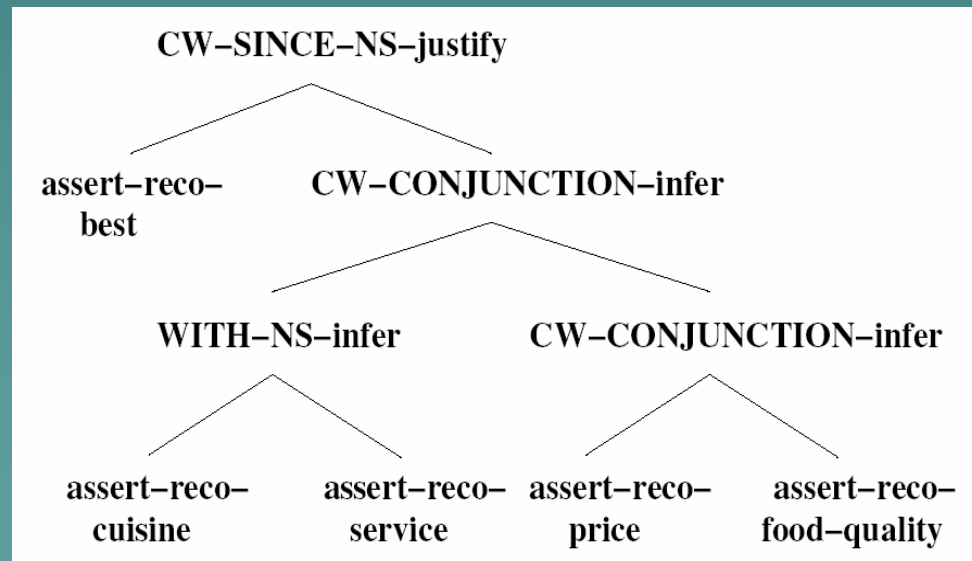 CW–SINCE–NS–justify
assert–reco–
best
CW–CONJUNCTION–infer
WITH–NS–infer
CW–CONJUNCTION–infer
assert–reco–
cuisine
assert–reco–
service
assert–reco–
price
assert–reco–
food–quality